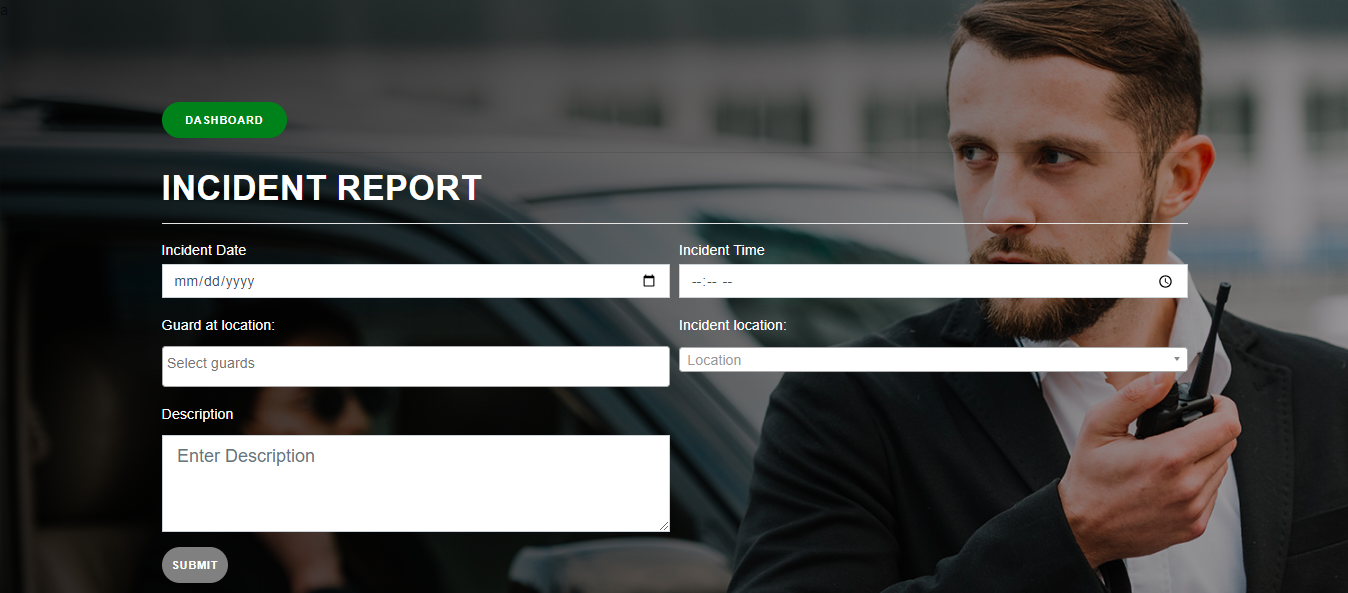 a
DASHBOARD
INCIDENT REPORT
Incident Date
Incident Time
mm/dd/yyyy
--:-- --
Guard at location:
Incident location:
Select guards
Location
Description
Enter Description
SUBMIT